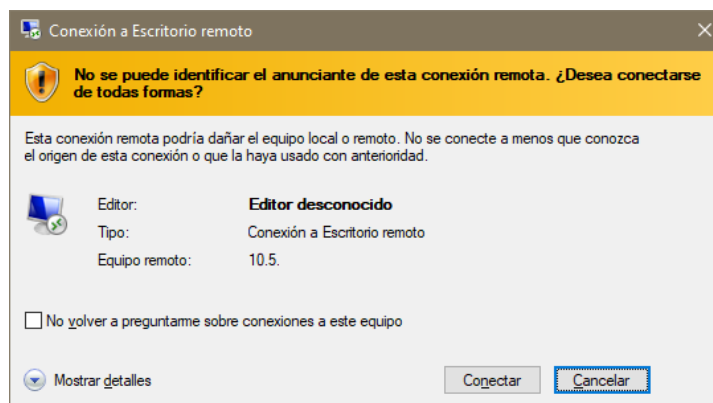 Conexión a Escritorio remoto
No se puede identificar el anunciante de esta conexión remota. ¿Desea conectarse
de todas formas?
Esta conexión remota podría dañar el equipo local o remoto. No se conecte a menos que conozca
el origen de esta conexión o que la haya usado con anterioridad.
Editor: Editor desconocido
Tipo: Conexión a Escritorio remoto
Equipo remoto: 10.5.
No volver a preguntarme sobre conexiones a este equipo
Mostrar detalles Conectar Cancelar